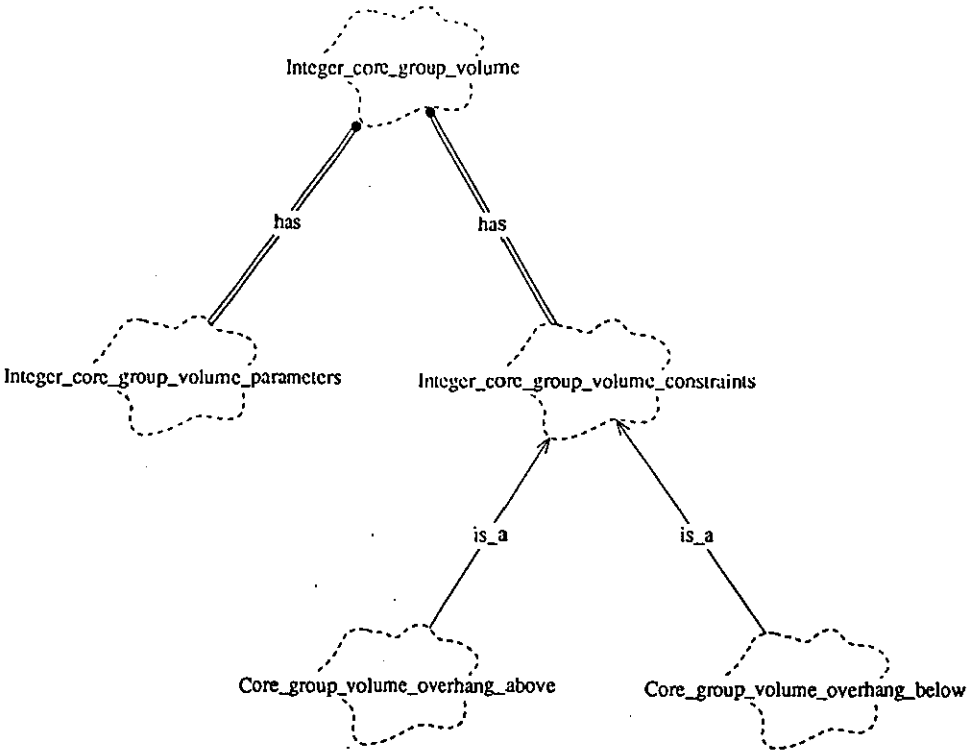 Integer_core_group_volume
has
has
Integer_core_group_volume_parameters
Integer_core_group_volume_constraints
is_a
is_a
Core_group_volume_overhang_above
Core_group_volume_overhang_below